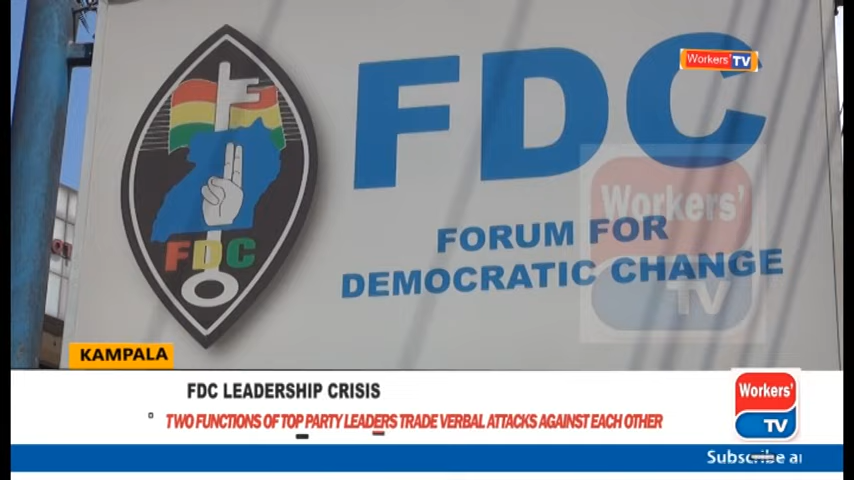 Workers' TV
FDC
FDC
FORUM FOR
DEMOCRATIC CHANGE
Workers'
TV
KAMPALA
FDC LEADERSHIP CRISIS
TWO FUNCTIONS OF TOP PARTY LEADERS TRADE VERBAL ATTACKS AGAINST EACH OTHER
Workers'
TV
Subscribe